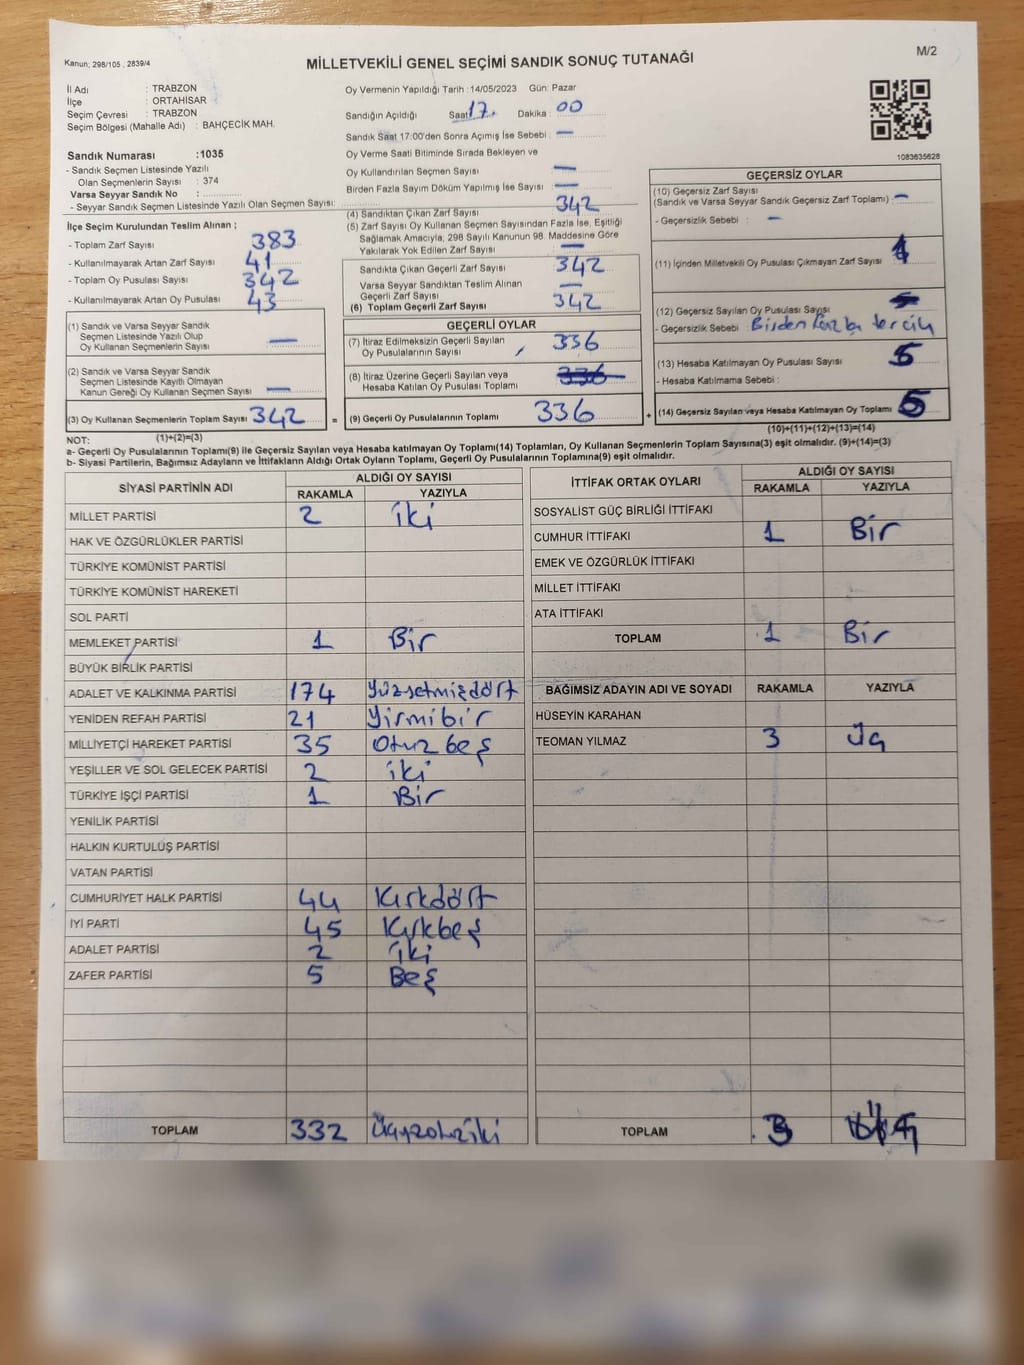 M/2
Kanun; 298/105 , 2839/4
MİLLETVEKİLİ GENEL SEÇİMİ SANDIK SONUÇ TUTANAĞI
İl Adı : TRABZON
İlçe : ORTAHİSAR
Seçim Çevresi : TRABZON
Seçim Bölgesi (Mahalle Adı) : BAHÇECİK MAH.
Sandık Numarası :1035
- Sandık Seçmen Listesinde Yazılı
Olan Seçmenlerin Sayısı : 374
Varsa Seyyar Sandık No :
- Seyyar Sandık Seçmen Listesinde Yazılı Olan Seçmen Sayısı:
İlçe Seçim Kurulundan Teslim Alınan ;
- Toplam Zarf Sayısı 383
- Kullanılmayarak Artan Zarf Sayısı 41
- Toplam Oy Pusulası Sayısı 342
- Kullanılmayarak Artan Oy Pusulası 43
(1) Sandık ve Varsa Seyyar Sandık
Seçmen Listesinde Yazılı Olup
Oy Kullanan Seçmenlerin Sayısı —
(2) Sandık ve Varsa Seyyar Sandık
Seçmen Listesinde Kayıtlı Olmayan
Kanun Gereği Oy Kullanan Seçmen Sayısı —
(3) Oy Kullanan Seçmenlerin Toplam Sayısı 342
(1)+(2)=(3)
Oy Vermenin Yapıldığı Tarih : 14/05/2023 Gün: Pazar
Sandığın Açıldığı Saat 17 Dakika : 00
Sandık Saat 17:00'den Sonra Açımış İse Sebebi : —
Oy Verme Saati Bitiminde Sırada Bekleyen ve
Oy Kullandırılan Seçmen Sayısı —
Birden Fazla Sayım Döküm Yapılmış İse Sayısı : —
(4) Sandıktan Çıkan Zarf Sayısı 342
(5) Zarf Sayısı Oy Kullanan Seçmen Sayısından Fazla İse, Eşitliği
Sağlamak Amacıyla; 298 Sayılı Kanunun 98. Maddesine Göre
Yakılarak Yok Edilen Zarf Sayısı —
Sandıkta Çıkan Geçerli Zarf Sayısı 342
Varsa Seyyar Sandıktan Teslim Alınan
Geçerli Zarf Sayısı —
(6) Toplam Geçerli Zarf Sayısı 342
GEÇERLİ OYLAR
(7) İtiraz Edilmeksizin Geçerli Sayılan
Oy Pusulalarının Sayısı 336
(8) İtiraz Üzerine Geçerli Sayılan veya
Hesaba Katılan Oy Pusulası Toplamı 336
= (9) Geçerli Oy Pusulalarının Toplamı 336
1083635628
GEÇERSİZ OYLAR
(10) Geçersiz Zarf Sayısı
(Sandık ve Varsa Seyyar Sandık Geçersiz Zarf Toplamı) : —
- Geçersizlik Sebebi : —
(11) İçinden Milletvekili Oy Pusulası Çıkmayan Zarf Sayısı 1
(12) Geçersiz Sayılan Oy Pusulası Sayısı
- Geçersizlik Sebebi Birden fazla tercih
(13) Hesaba Katılmayan Oy Pusulası Sayısı 5
- Hesaba Katılmama Sebebi :
+ (14) Geçersiz Sayılan veya Hesaba Katılmayan Oy Toplamı
(10)+(11)+(12)+(13)=(14)
NOT:
a- Geçerli Oy Pusulalarının Toplamı(9) ile Geçersiz Sayılan veya Hesaba katılmayan Oy Toplamı(14) Toplamları, Oy Kullanan Seçmenlerin Toplam Sayısına(3) eşit olmalıdır. (9)+(14)=(3)
b- Siyasi Partilerin, Bağımsız Adayların ve İttifakların Aldığı Ortak Oyların Toplamı, Geçerli Oy Pusulalarının Toplamına(9) eşit olmalıdır.
SİYASİ PARTİNİN ADI ALDIĞI OY SAYISI
RAKAMLA YAZIYLA
MİLLET PARTİSİ 2 iki
HAK VE ÖZGÜRLÜKLER PARTİSİ
TÜRKİYE KOMÜNİST PARTİSİ
TÜRKİYE KOMÜNİST HAREKETİ
SOL PARTİ
MEMLEKET PARTİSİ 1 Bir
BÜYÜK BİRLİK PARTİSİ
ADALET VE KALKINMA PARTİSİ 174 Yüzyetmişdört
YENİDEN REFAH PARTİSİ 21 Yirmibir
MİLLİYETÇİ HAREKET PARTİSİ 35 Otuz beş
YEŞİLLER VE SOL GELECEK PARTİSİ 2 iki
TÜRKİYE İŞÇİ PARTİSİ 1 Bir
YENİLİK PARTİSİ
HALKIN KURTULUŞ PARTİSİ
VATAN PARTİSİ
CUMHURİYET HALK PARTİSİ 44 Kırkdört
İYİ PARTİ 45 Kırkbeş
ADALET PARTİSİ 2 iki
ZAFER PARTİSİ 5 Beş
TOPLAM 332 Üçyzotuziki
İTTİFAK ORTAK OYLARI ALDIĞI OY SAYISI
RAKAMLA YAZIYLA
SOSYALİST GÜÇ BİRLİĞİ İTTİFAKI
CUMHUR İTTİFAKI 1 Bir
EMEK VE ÖZGÜRLÜK İTTİFAKI
MİLLET İTTİFAKI
ATA İTTİFAKI
TOPLAM 1 Bir
BAĞIMSIZ ADAYIN ADI VE SOYADI RAKAMLA YAZIYLA
HÜSEYİN KARAHAN
TEOMAN YILMAZ 3 Üç
TOPLAM 3